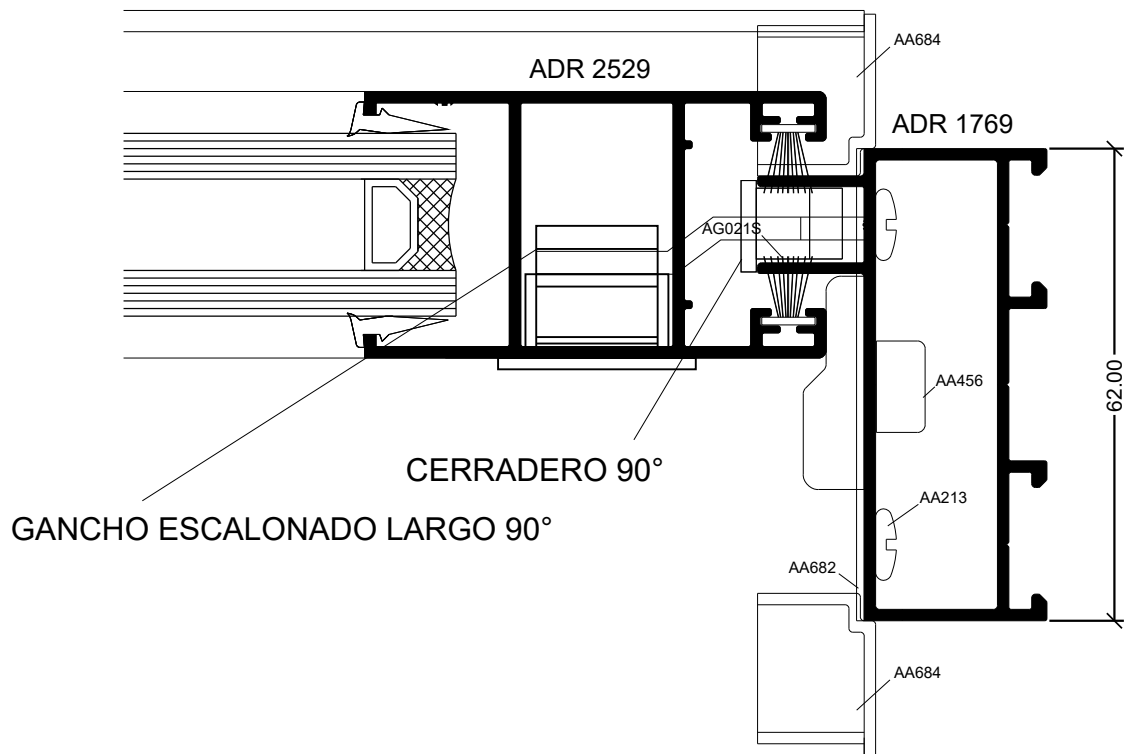 AA684
ADR 2529
ADR 1769
AG021S
62.00
AA456
CERRADERO 90°
AA213
GANCHO ESCALONADO LARGO 90°
AA682
AA684